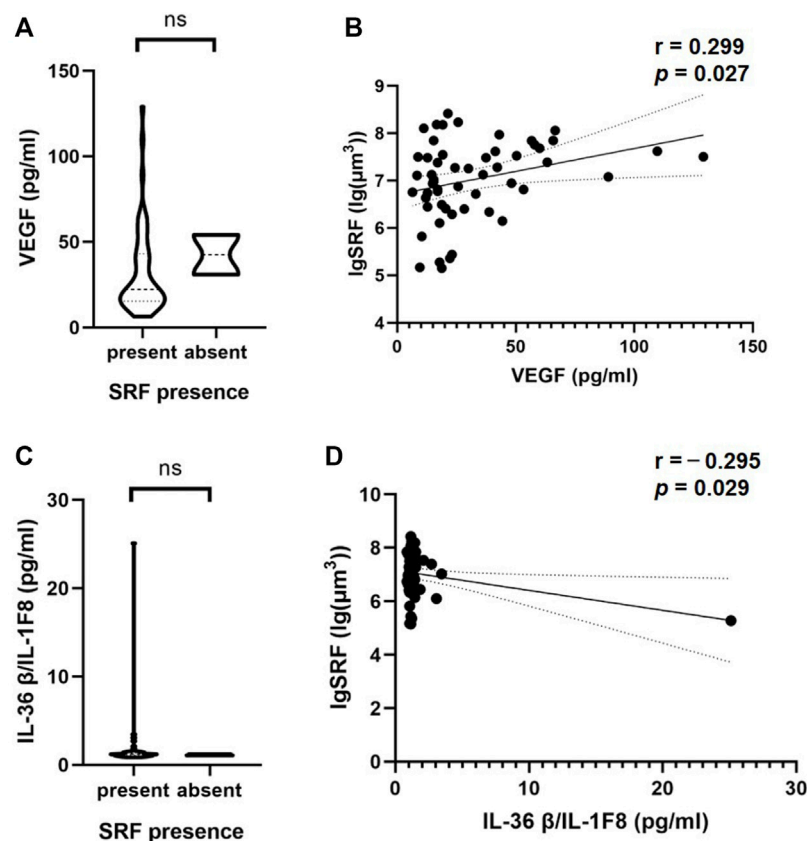 A
ns
VEGF (pg/ml)
150
100
50
0
present absent
SRF presence
B
r = 0.299
p = 0.027
lgSRF (lg(μm³))
9
8
7
6
5
4
0 50 100 150
VEGF (pg/ml)
C
ns
IL-36 β/IL-1F8 (pg/ml)
30
20
10
0
present absent
SRF presence
D
r = – 0.295
p = 0.029
lgSRF (lg(μm³))
10
8
6
4
2
0
0 10 20 30
IL-36 β/IL-1F8 (pg/ml)